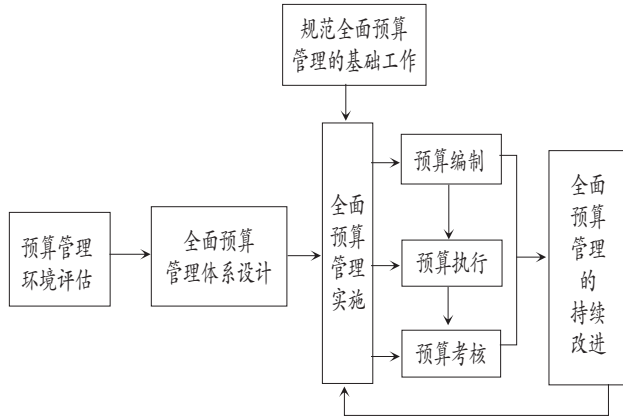 规范全面预算
管理的基础工作
预算管理
环境评估
全面预算
管理体系设计
全面
预算
管理
实施
预算编制
预算执行
预算考核
全面
预算
管理
的
持续
改进